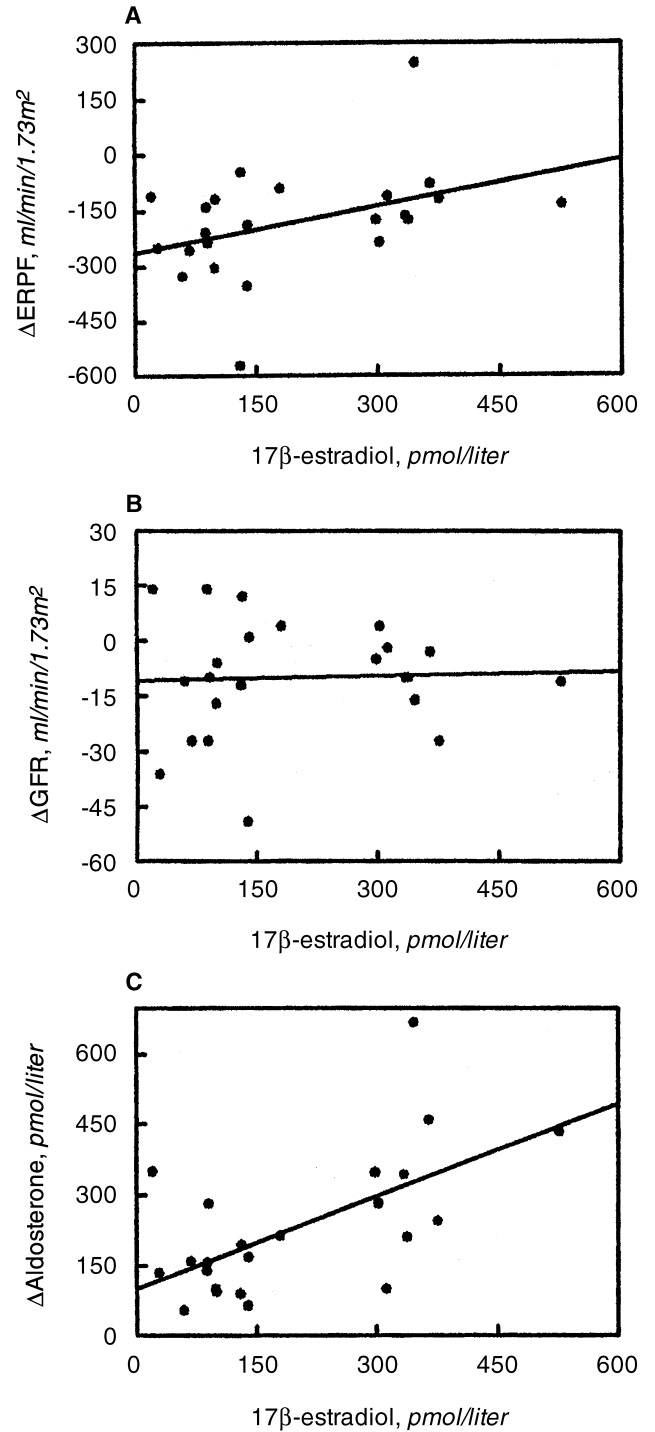 A
300
150
0
-150
-300
-450
-600
ΔERPF, ml/min/1.73m²
0 150 300 450 600
17β-estradiol, pmol/liter
B
30
15
0
-15
-30
-45
-60
ΔGFR, ml/min/1.73m²
0 150 300 450 600
17β-estradiol, pmol/liter
C
600
450
300
150
0
ΔAldosterone, pmol/liter
0 150 300 450 600
17β-estradiol, pmol/liter